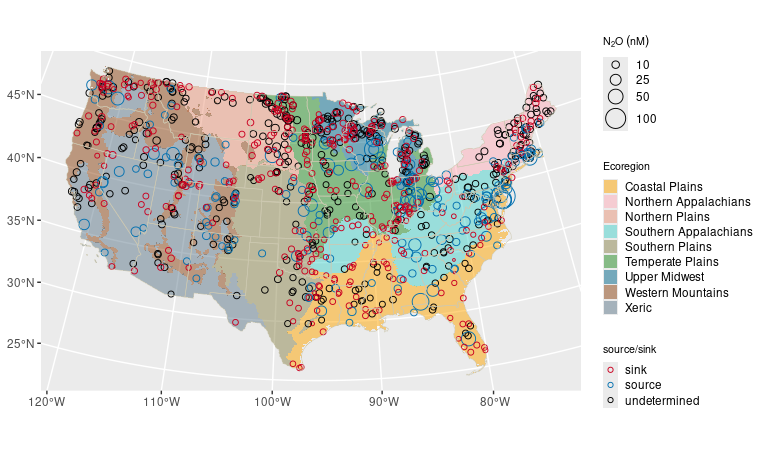 N₂O (nM)
10
25
50
100
Ecoregion
Coastal Plains
Northern Appalachians
Northern Plains
Southern Appalachians
Southern Plains
Temperate Plains
Upper Midwest
Western Mountains
Xeric
source/sink
sink
source
undetermined
45°N
40°N
35°N
30°N
25°N
120°W
110°W
100°W
90°W
80°W